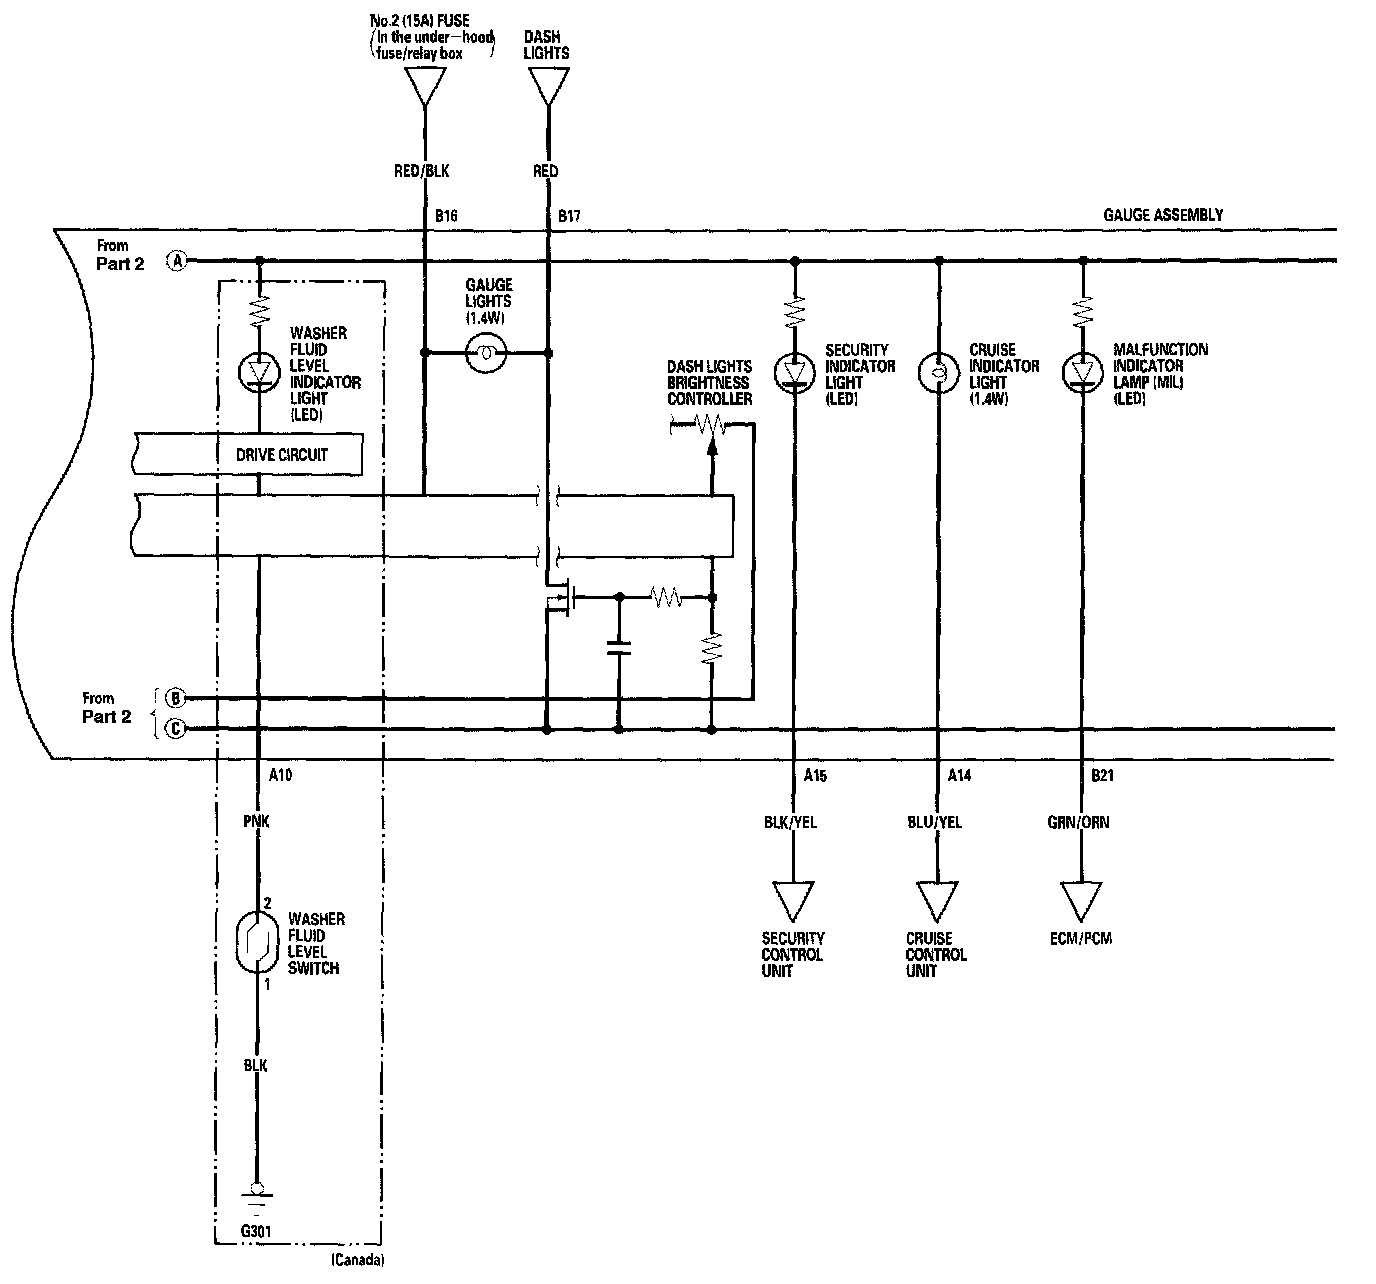 No.2 (15A) FUSE
(In the under-hood
fuse/relay box)
DASH
LIGHTS
RED/BLK
RED
B16
B17
GAUGE ASSEMBLY
From
Part 2
A
GAUGE
LIGHTS
(1.4W)
WASHER
FLUID
LEVEL
INDICATOR
LIGHT
(LED)
DASH LIGHTS
BRIGHTNESS
CONTROLLER
SECURITY
INDICATOR
LIGHT
(LED)
CRUISE
INDICATOR
LIGHT
(1.4W)
MALFUNCTION
INDICATOR
LAMP (MIL)
(LED)
DRIVE CIRCUIT
From
Part 2
B
C
A10
A15
A14
B21
PNK
BLK/YEL
BLU/YEL
GRN/ORN
2
WASHER
FLUID
LEVEL
SWITCH
1
SECURITY
CONTROL
UNIT
CRUISE
CONTROL
UNIT
ECM/PCM
BLK
G301
(Canada)